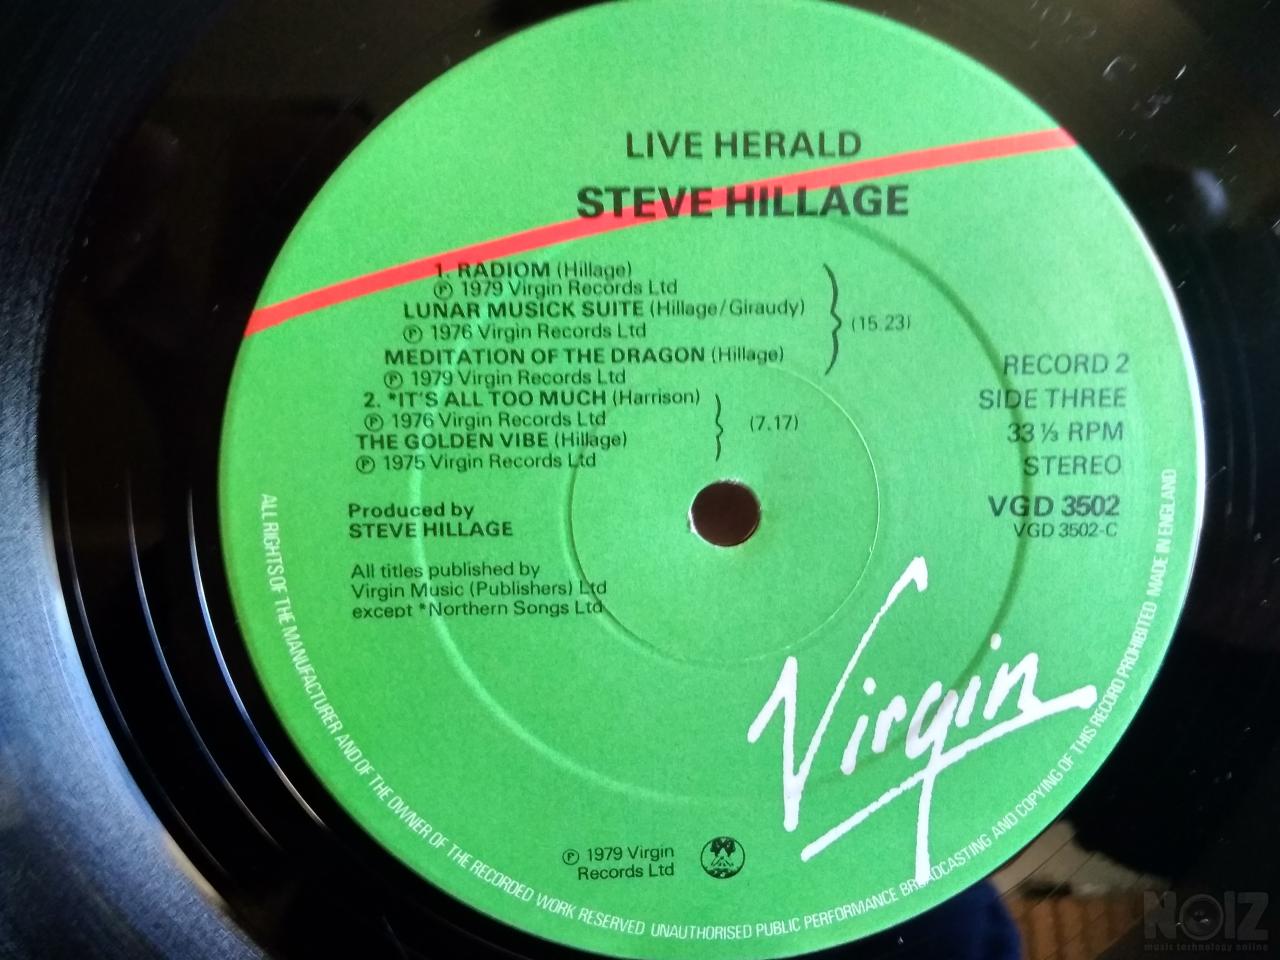 LIVE HERALD
STEVE HILLAGE
1. RADIOM (Hillage)
℗ 1979 Virgin Records Ltd
LUNAR MUSICK SUITE (Hillage/Giraudy)
℗ 1976 Virgin Records Ltd
(15.23)
MEDITATION OF THE DRAGON (Hillage)
℗ 1979 Virgin Records Ltd
2. *IT'S ALL TOO MUCH (Harrison)
℗ 1976 Virgin Records Ltd
(7.17)
THE GOLDEN VIBE (Hillage)
℗ 1975 Virgin Records Ltd
RECORD 2
SIDE THREE
33 ⅓ RPM
STEREO
VGD 3502
VGD 3502-C
Produced by
STEVE HILLAGE
All titles published by
Virgin Music (Publishers) Ltd
except *Northern Songs Ltd
Virgin
℗ 1979 Virgin
Records Ltd
ALL RIGHTS OF THE MANUFACTURER AND OF THE OWNER OF THE RECORDED WORK RESERVED UNAUTHORISED PUBLIC PERFORMANCE BROADCASTING AND COPYING OF THIS RECORD PROHIBITED MADE IN ENGLAND
NOIZ
music technology online